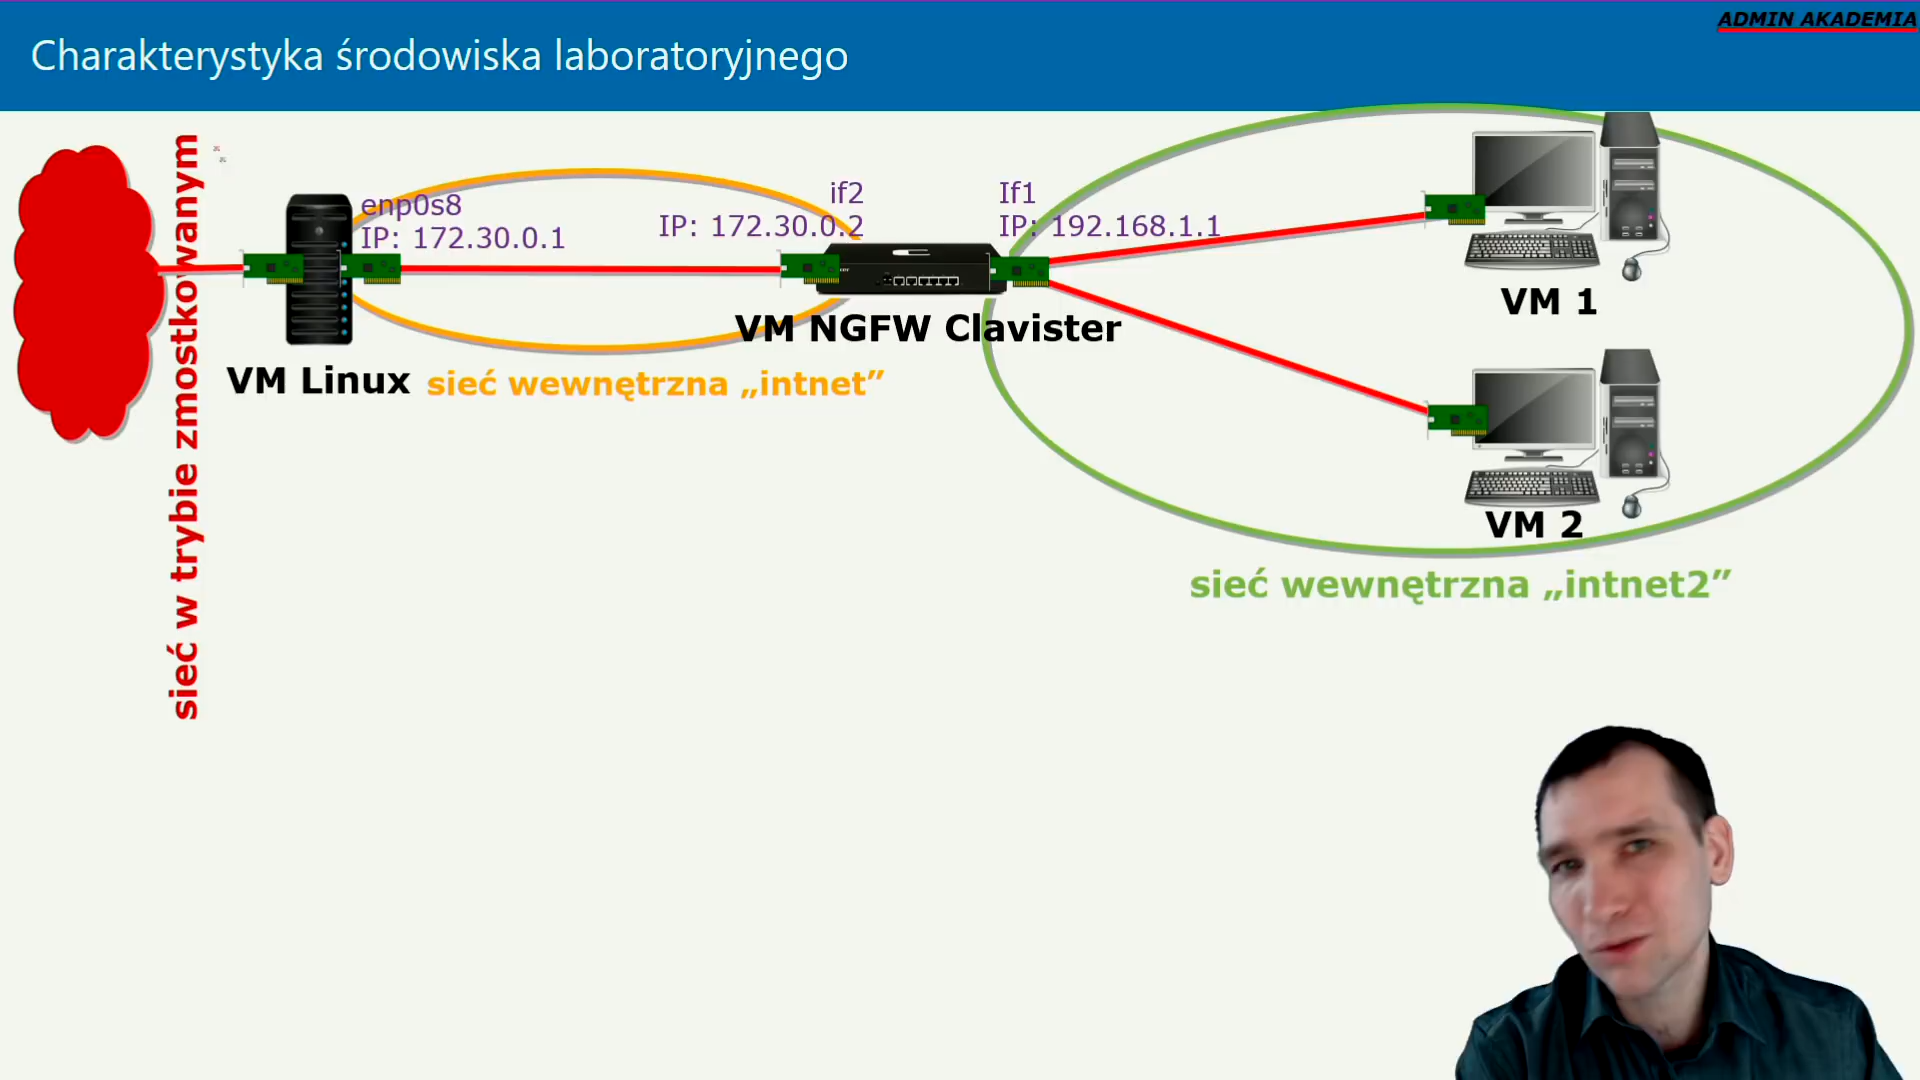 ADMIN AKADEMIA
Charakterystyka środowiska laboratoryjnego
sieć w trybie zmostkowanym
enp0s8
IP: 172.30.0.1
if2
IP: 172.30.0.2
If1
IP: 192.168.1.1
VM 1
VM NGFW Clavister
VM Linux
sieć wewnętrzna „intnet”
VM 2
sieć wewnętrzna „intnet2”